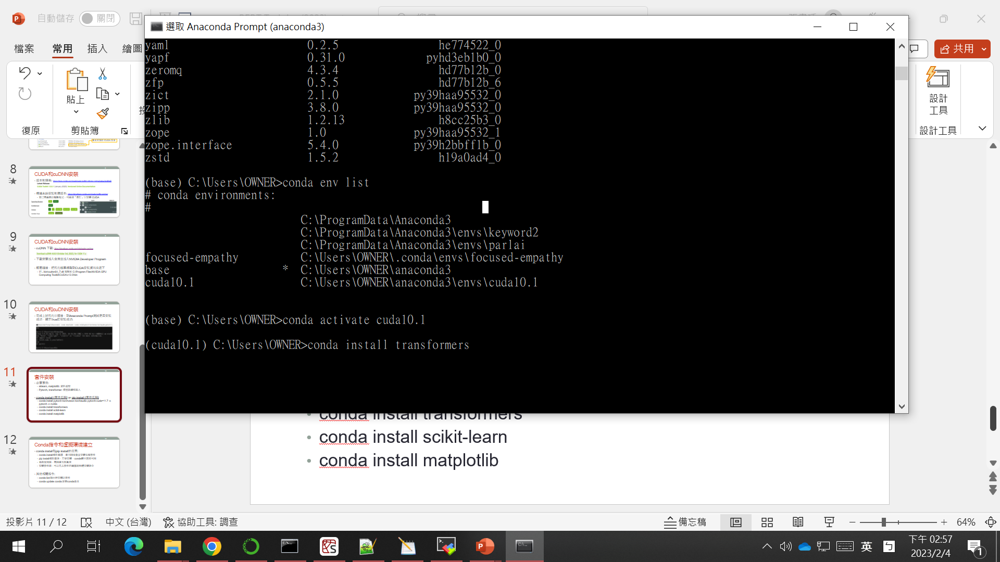 自動儲存
關閉
選取 Anaconda Prompt (anaconda3)
檔案
常用
插入
繪圖
共用
貼上
復原
剪貼簿
設計
工具
設計工具
yaml 0.2.5 he774522_0
yapf 0.31.0 pyhd3eb1b0_0
zeromq 4.3.4 hd77b12b_0
zfp 0.5.5 hd77b12b_6
zict 2.1.0 py39haa95532_0
zipp 3.8.0 py39haa95532_0
zlib 1.2.13 h8cc25b3_0
zope 1.0 py39haa95532_1
zope.interface 5.4.0 py39h2bbff1b_0
zstd 1.5.2 h19a0ad4_0
(base) C:\Users\OWNER>conda env list
# conda environments:
#
C:\ProgramData\Anaconda3
C:\ProgramData\Anaconda3\envs\keyword2
C:\ProgramData\Anaconda3\envs\parlai
focused-empathy C:\Users\OWNER\.conda\envs\focused-empathy
base * C:\Users\OWNER\anaconda3
cuda10.1 C:\Users\OWNER\anaconda3\envs\cuda10.1
(base) C:\Users\OWNER>conda activate cuda10.1
(cuda10.1) C:\Users\OWNER>conda install transformers
8
CUDA和cuDNN安裝
9
CUDA和cuDNN安裝
10
CUDA和cuDNN安裝
11
套件安裝
conda install transformers
conda install scikit-learn
conda install matplotlib
12
Conda指令和虛擬環境建立
conda install transformers
conda install scikit-learn
conda install matplotlib
投影片 11 / 12
中文 (台灣)
協助工具: 調查
備忘稿
64%
英
下午 02:57
2023/2/4
1